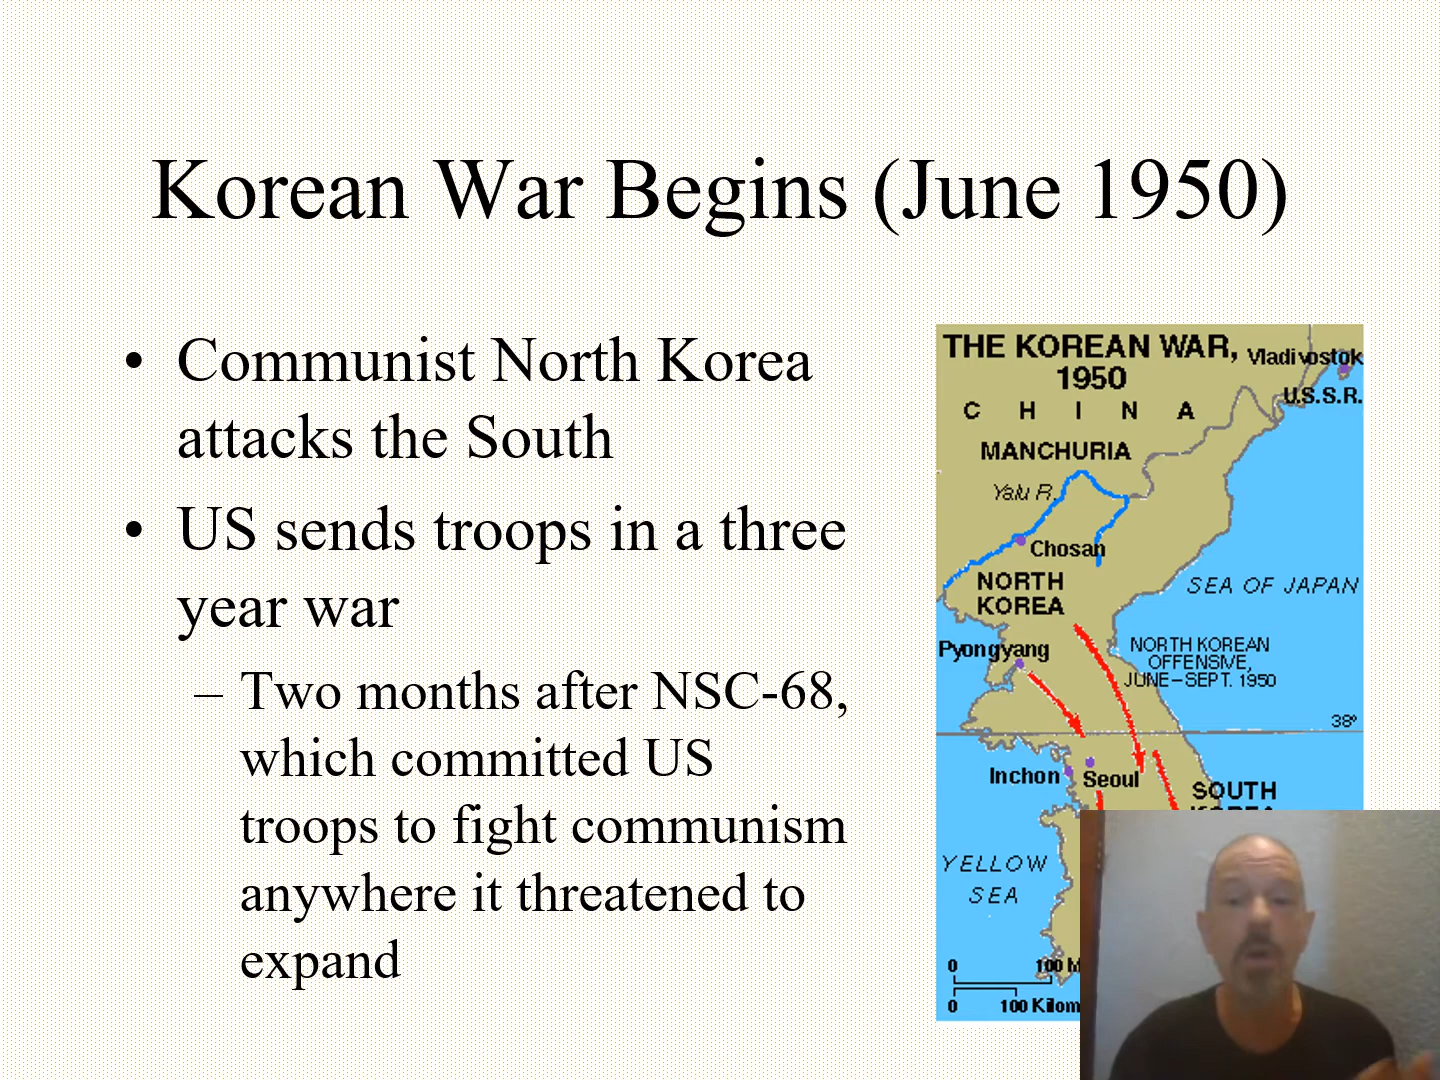 Korean War Begins (June 1950)
• Communist North Korea
attacks the South
• US sends troops in a three
year war
– Two months after NSC-68,
which committed US
troops to fight communism
anywhere it threatened to
expand
THE KOREAN WAR,
1950
Vladivostok
U.S.S.R.
C H I N A
MANCHURIA
Yalu R.
Chosan
NORTH
KOREA
SEA OF JAPAN
Pyongyang
NORTH KOREAN
OFFENSIVE,
JUNE–SEPT. 1950
38º
Inchon
Seoul
SOUTH
YELLOW
SEA
0 100 M
0 100 Kilom